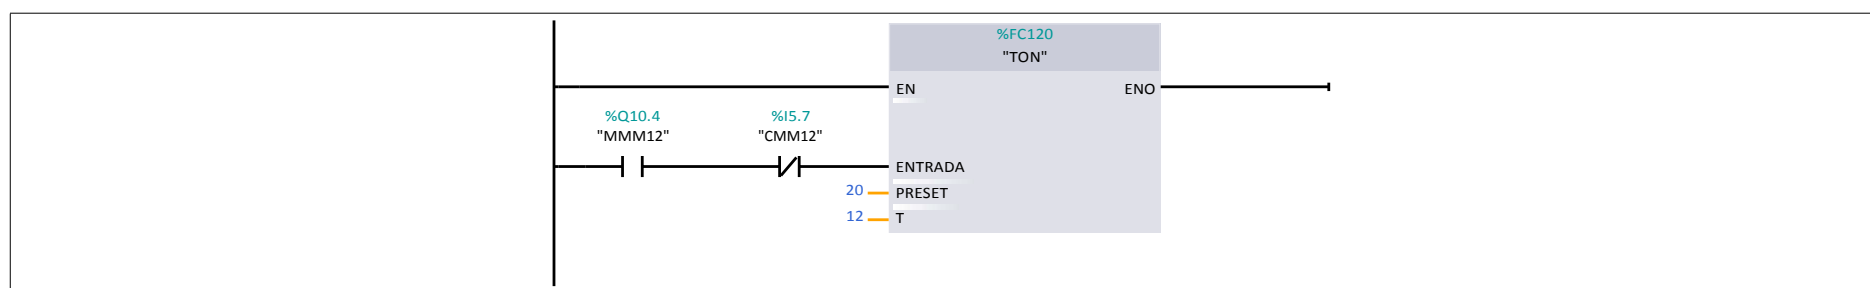 %FC120
"TON"
EN ENO
%Q10.4 %I5.7
"MMM12" "CMM12"
ENTRADA
20 PRESET
12 T